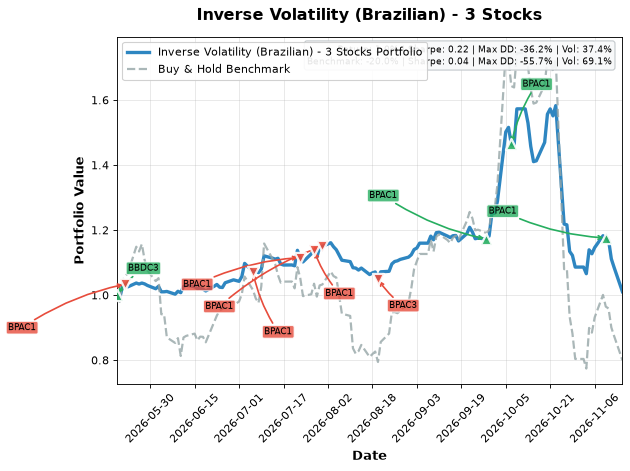 Inverse Volatility (Brazilian) - 3 Stocks
Inverse Volatility (Brazilian) - 3 Stocks Portfolio
Buy & Hold Benchmark
0.22 | Max DD: -36.2% | Vol: 37.4%
Benchmark: -20.0% | Sharpe: 0.04 | Max DD: -55.7% | Vol: 69.1%
BPAC1
BPAC1
BPAC1
BBDC3
BPAC1
BPAC1
BPAC1
BPAC3
BPAC1
BPAC1
Portfolio Value
1.6
1.4
1.2
1.0
0.8
2026-05-30
2026-06-15
2026-07-01
2026-07-17
2026-08-02
2026-08-18
2026-09-03
2026-09-19
2026-10-05
2026-10-21
2026-11-06
Date